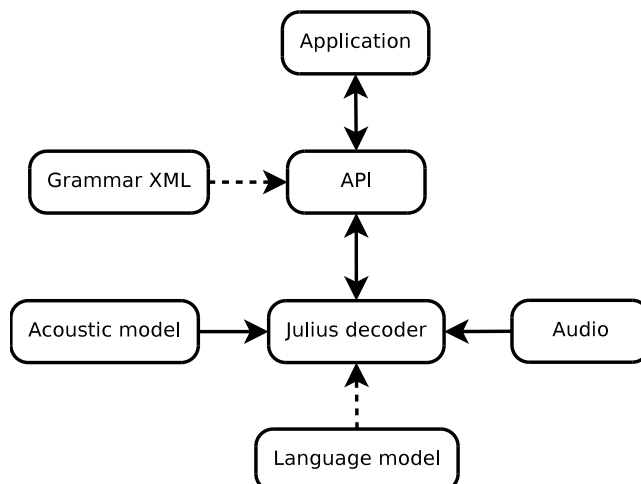 Application
Grammar XML
API
Acoustic model
Julius decoder
Audio
Language model